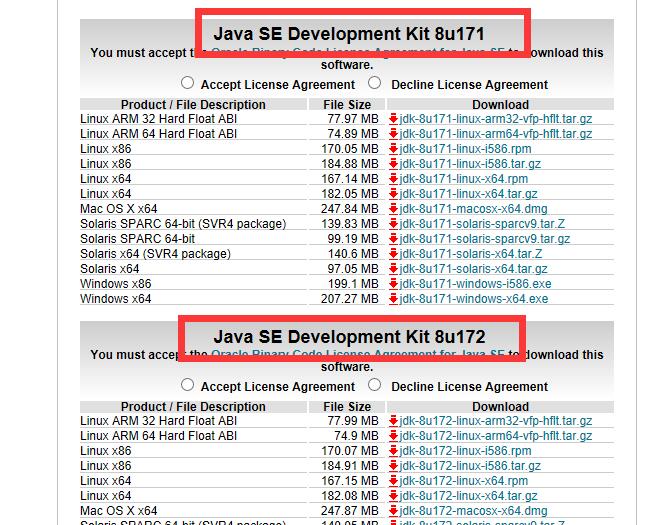 Java SE Development Kit 8u171
You must accept the Oracle Binary Code License Agreement for Java SE to download this
software.
Accept License Agreement Decline License Agreement
Product / File Description File Size Download
Linux ARM 32 Hard Float ABI 77.97 MB jdk-8u171-linux-arm32-vfp-hflt.tar.gz
Linux ARM 64 Hard Float ABI 74.89 MB jdk-8u171-linux-arm64-vfp-hflt.tar.gz
Linux x86 170.05 MB jdk-8u171-linux-i586.rpm
Linux x86 184.88 MB jdk-8u171-linux-i586.tar.gz
Linux x64 167.14 MB jdk-8u171-linux-x64.rpm
Linux x64 182.05 MB jdk-8u171-linux-x64.tar.gz
Mac OS X x64 247.84 MB jdk-8u171-macosx-x64.dmg
Solaris SPARC 64-bit (SVR4 package) 139.83 MB jdk-8u171-solaris-sparcv9.tar.Z
Solaris SPARC 64-bit 99.19 MB jdk-8u171-solaris-sparcv9.tar.gz
Solaris x64 (SVR4 package) 140.6 MB jdk-8u171-solaris-x64.tar.Z
Solaris x64 97.05 MB jdk-8u171-solaris-x64.tar.gz
Windows x86 199.1 MB jdk-8u171-windows-i586.exe
Windows x64 207.27 MB jdk-8u171-windows-x64.exe
Java SE Development Kit 8u172
You must accept the Oracle Binary Code License Agreement for Java SE to download this
software.
Accept License Agreement Decline License Agreement
Product / File Description File Size Download
Linux ARM 32 Hard Float ABI 77.99 MB jdk-8u172-linux-arm32-vfp-hflt.tar.gz
Linux ARM 64 Hard Float ABI 74.9 MB jdk-8u172-linux-arm64-vfp-hflt.tar.gz
Linux x86 170.07 MB jdk-8u172-linux-i586.rpm
Linux x86 184.91 MB jdk-8u172-linux-i586.tar.gz
Linux x64 167.15 MB jdk-8u172-linux-x64.rpm
Linux x64 182.08 MB jdk-8u172-linux-x64.tar.gz
Mac OS X x64 247.87 MB jdk-8u172-macosx-x64.dmg